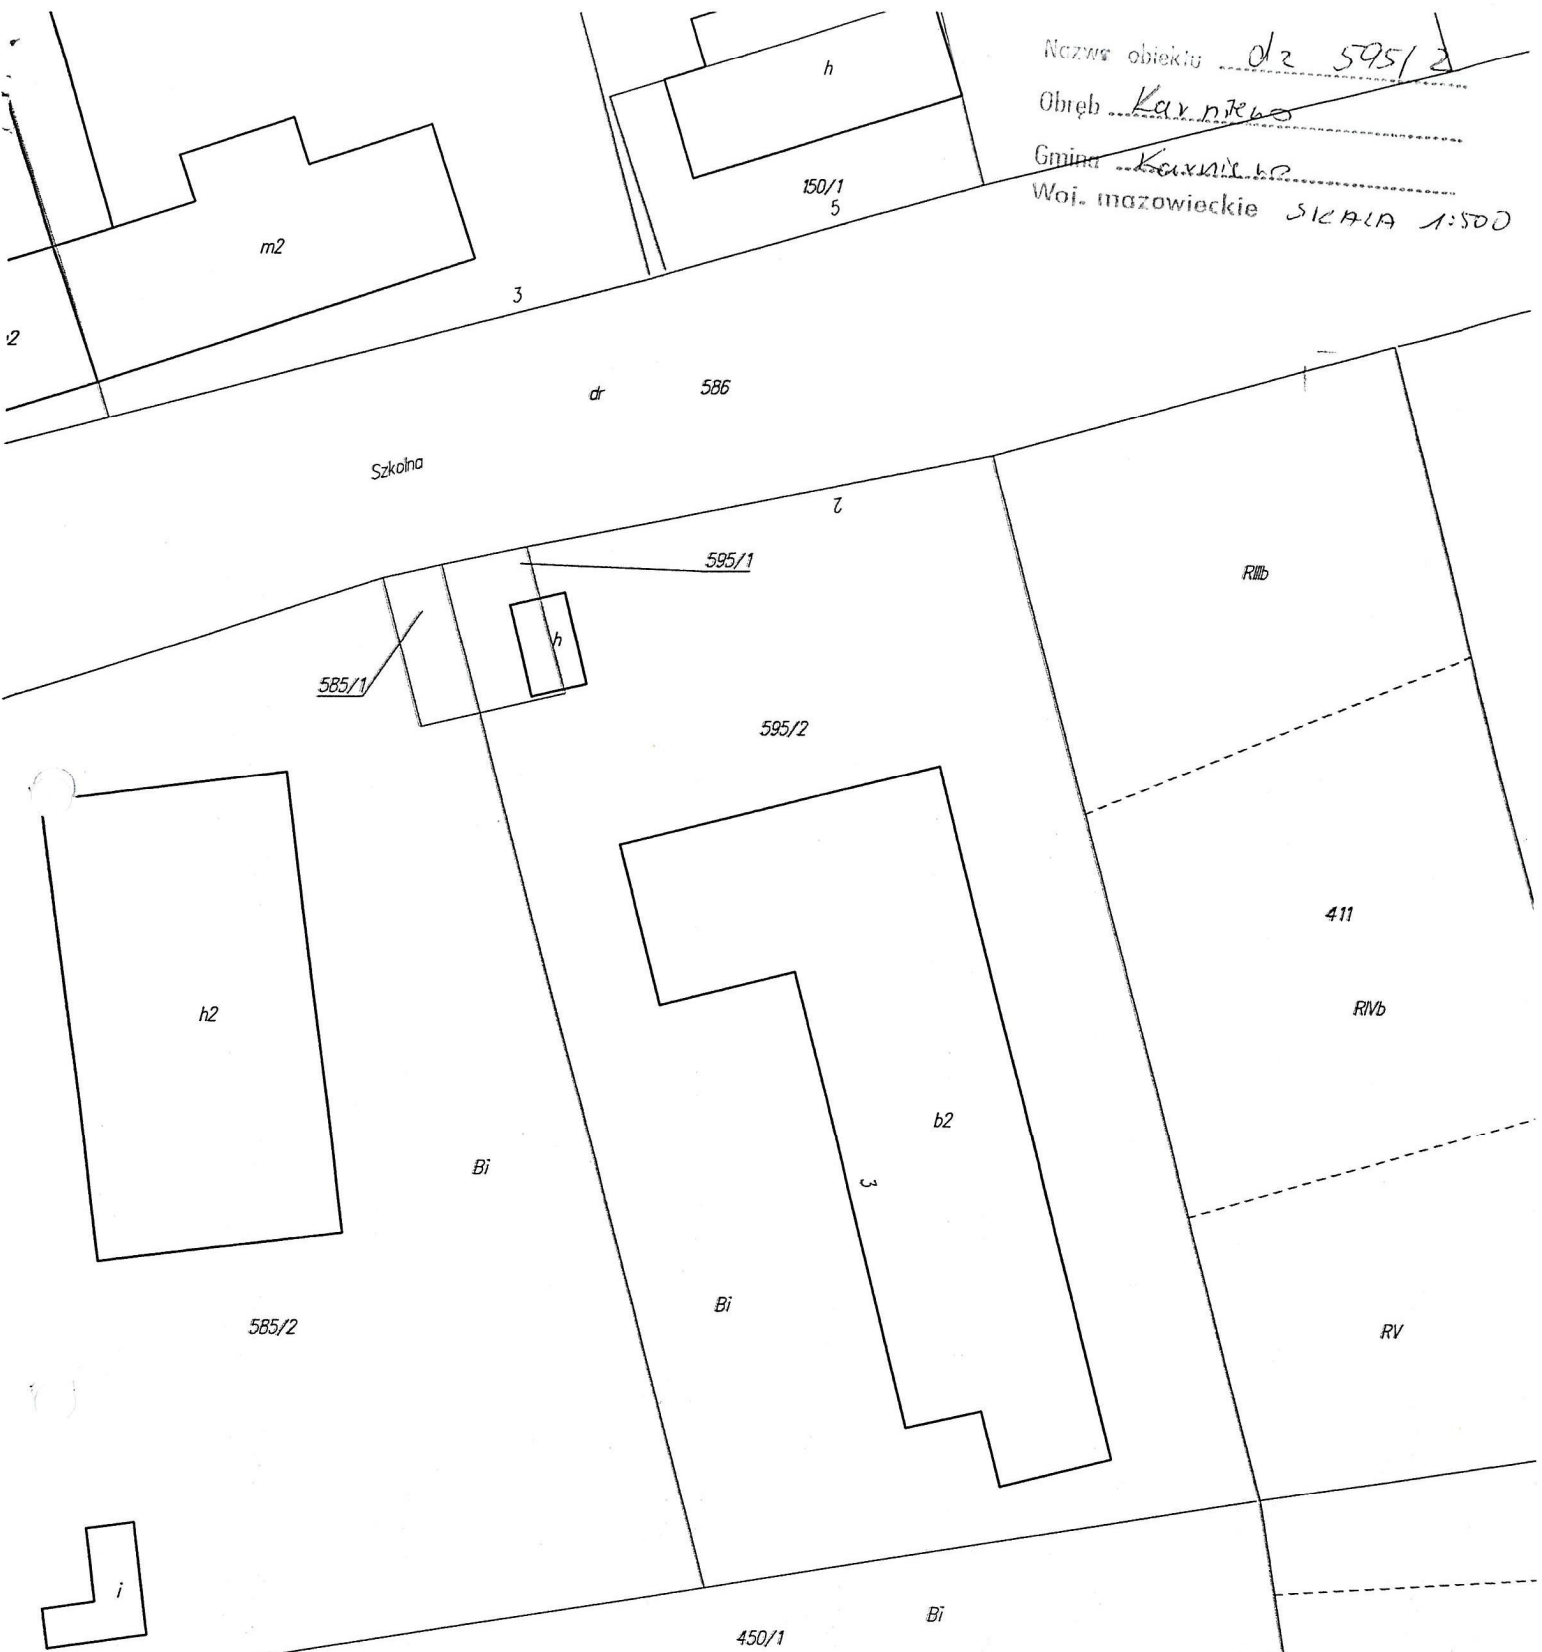 Nazwa obiektu dz 595/2
Obręb Karniewo
Gmina Karniewo
Woj. mazowieckie SKALA 1:500
h
150/1
5
m2
3
dr
586
Szkolna
2
595/1
h
585/1
595/2
RIIIb
411
h2
RIVb
b2
3
Bi
Bi
585/2
RV
i
Bi
450/1